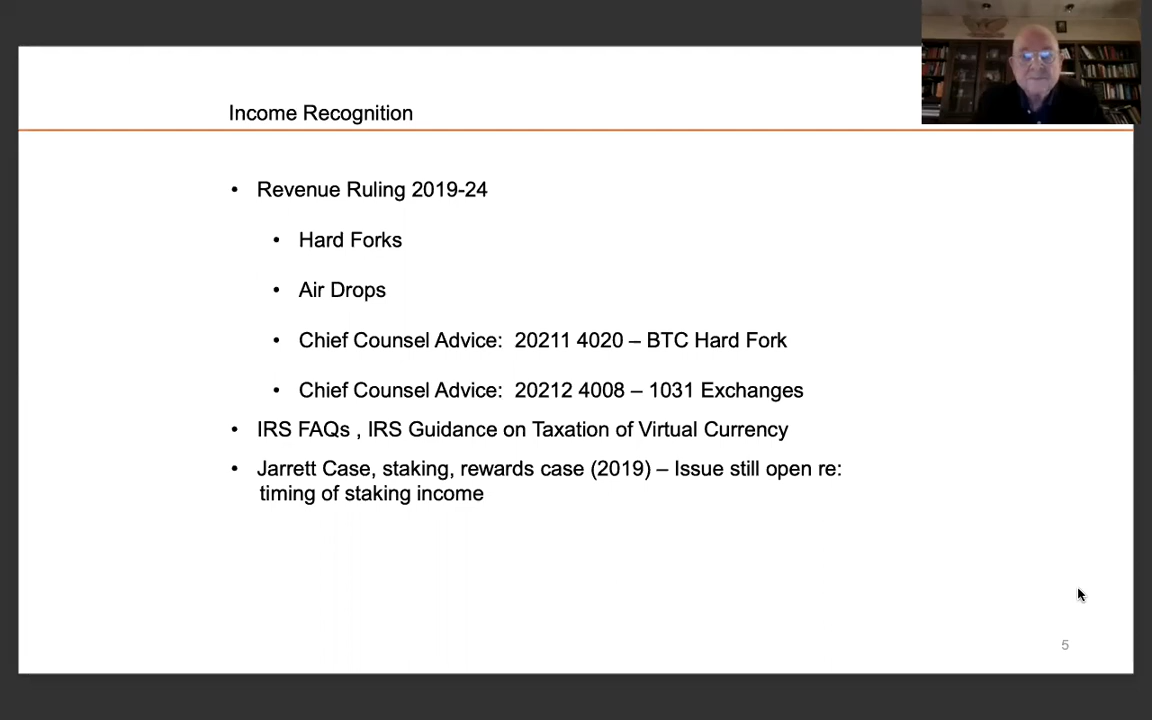 Income Recognition
• Revenue Ruling 2019-24
• Hard Forks
• Air Drops
• Chief Counsel Advice: 20211 4020 – BTC Hard Fork
• Chief Counsel Advice: 20212 4008 – 1031 Exchanges
• IRS FAQs , IRS Guidance on Taxation of Virtual Currency
• Jarrett Case, staking, rewards case (2019) – Issue still open re:
timing of staking income
5